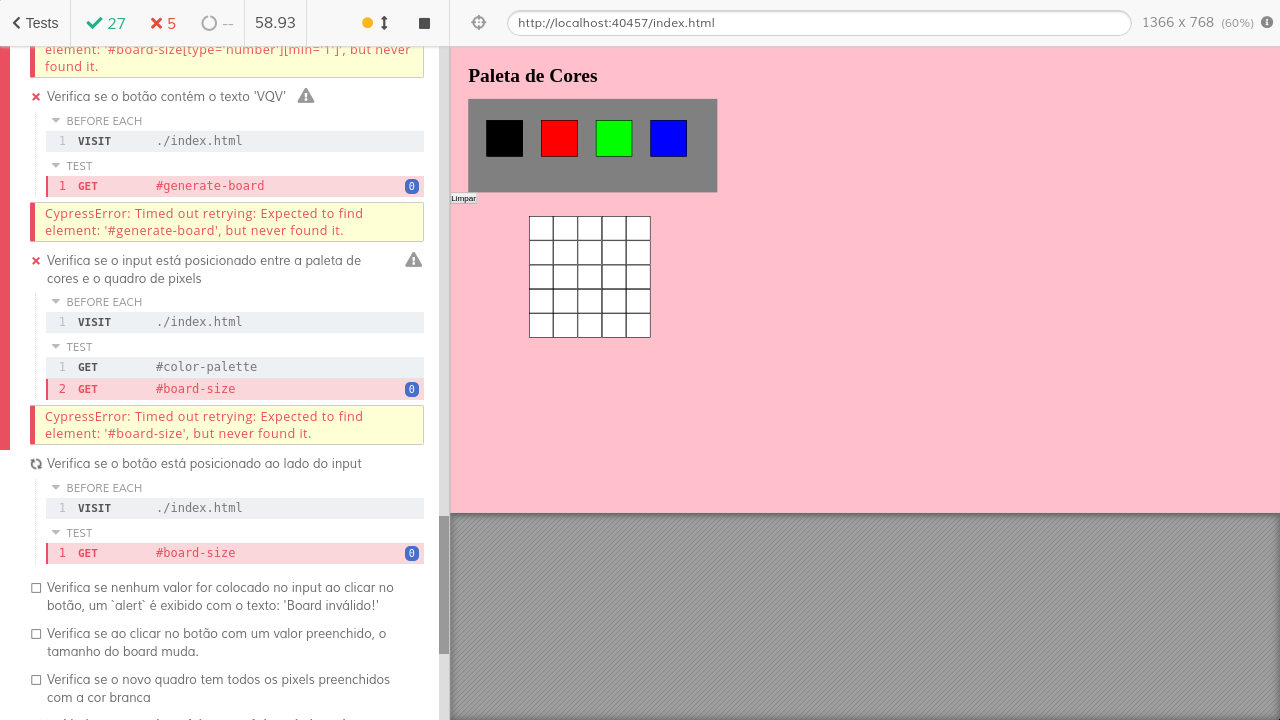 Tests
27
5
--
58.93
http://localhost:40457/index.html
1366 x 768 (60%)
element: '#board-size[type='number'][min='1']', but never
found it.
Verifica se o botão contém o texto 'VQV'
BEFORE EACH
1 VISIT ./index.html
TEST
1 GET #generate-board 0
CypressError: Timed out retrying: Expected to find
element: '#generate-board', but never found it.
Verifica se o input está posicionado entre a paleta de
cores e o quadro de pixels
BEFORE EACH
1 VISIT ./index.html
TEST
1 GET #color-palette
2 GET #board-size 0
CypressError: Timed out retrying: Expected to find
element: '#board-size', but never found it.
Verifica se o botão está posicionado ao lado do input
BEFORE EACH
1 VISIT ./index.html
TEST
1 GET #board-size 0
Verifica se nenhum valor for colocado no input ao clicar no
botão, um `alert` é exibido com o texto: 'Board inválido!'
Verifica se ao clicar no botão com um valor preenchido, o
tamanho do board muda.
Verifica se o novo quadro tem todos os pixels preenchidos
com a cor branca
Paleta de Cores
Limpar